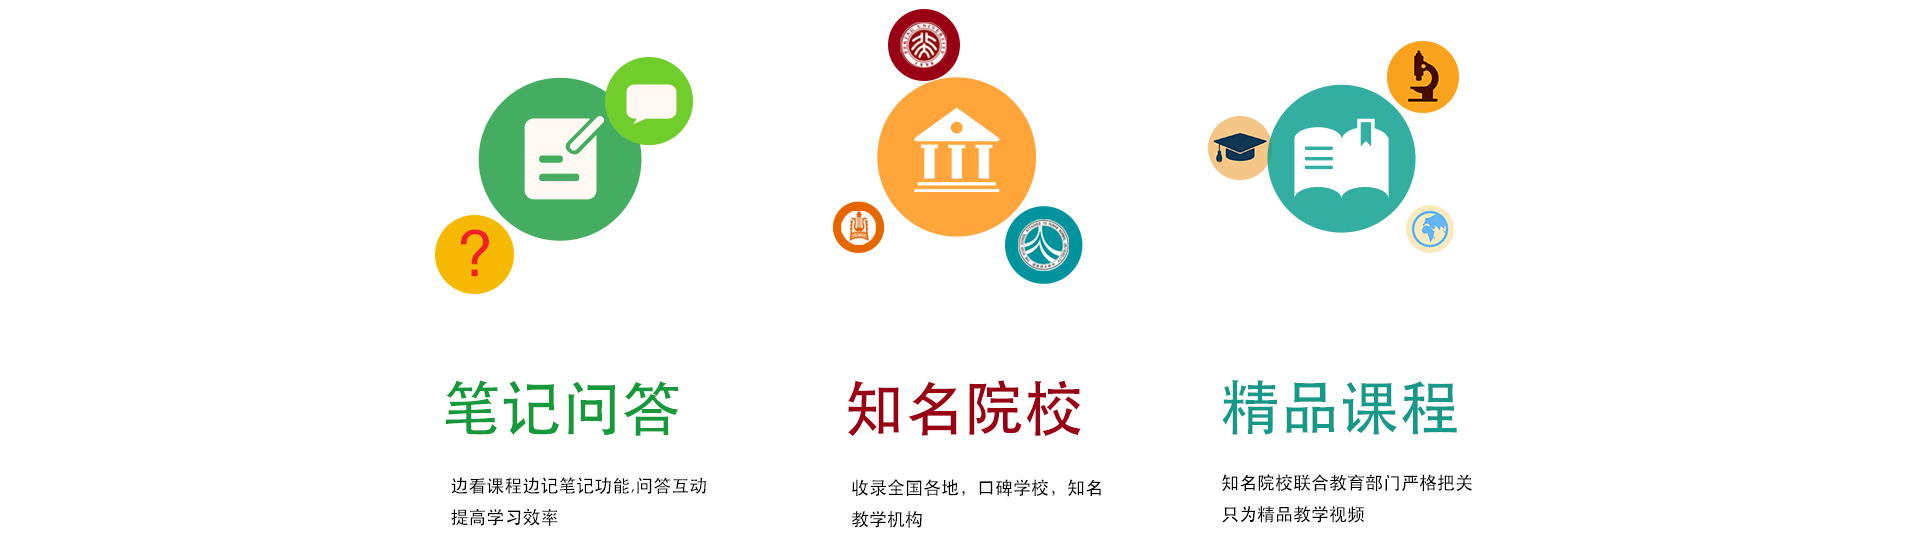 ?
笔记问答
边看课程边记笔记功能,问答互动
提高学习效率
知名院校
收录全国各地，口碑学校，知名
教学机构
精品课程
知名院校联合教育部门严格把关
只为精品教学视频